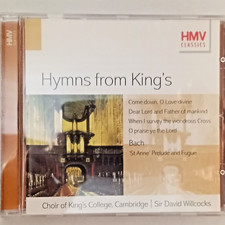 HMV
HMV
CLASSICS
Hymns from King's
Come down, O Love divine
Dear Lord and Father of mankind
When I survey the wondrous Cross
O praise ye the Lord
Bach
'St Anne' Prelude and Fugue
Choir of King's College, Cambridge | Sir David Willcocks